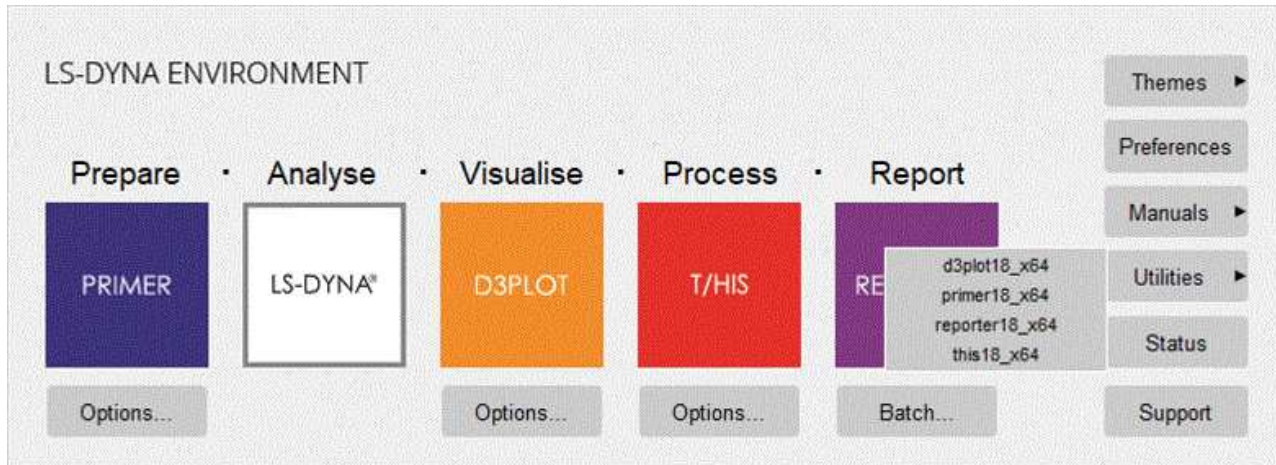 LS-DYNA ENVIRONMENT
Themes
Preferences
Prepare · Analyse · Visualise · Process · Report
Manuals
PRIMER
LS-DYNA®
D3PLOT
T/HIS
RE
d3plot18_x64
primer18_x64
reporter18_x64
this18_x64
Utilities
Status
Options...
Options...
Options...
Batch...
Support